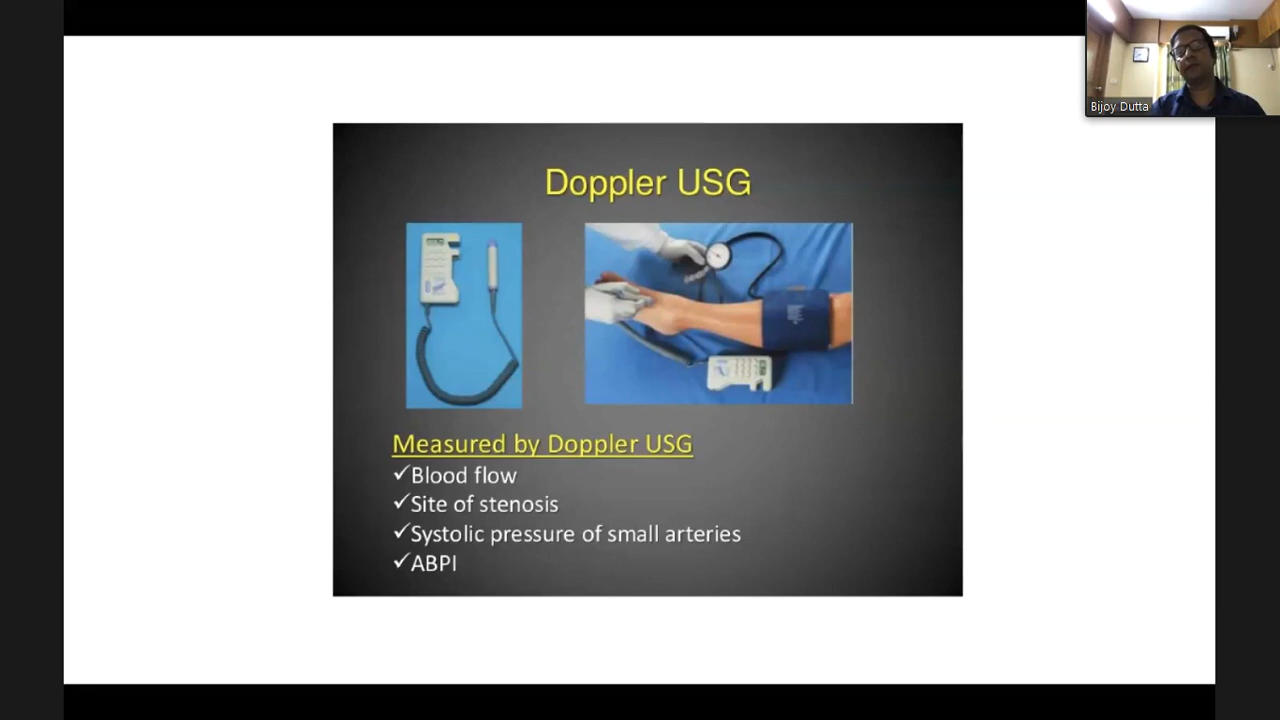 Bijoy Dutta
Doppler USG
Measured by Doppler USG
✓Blood flow
✓Site of stenosis
✓Systolic pressure of small arteries
✓ABPI